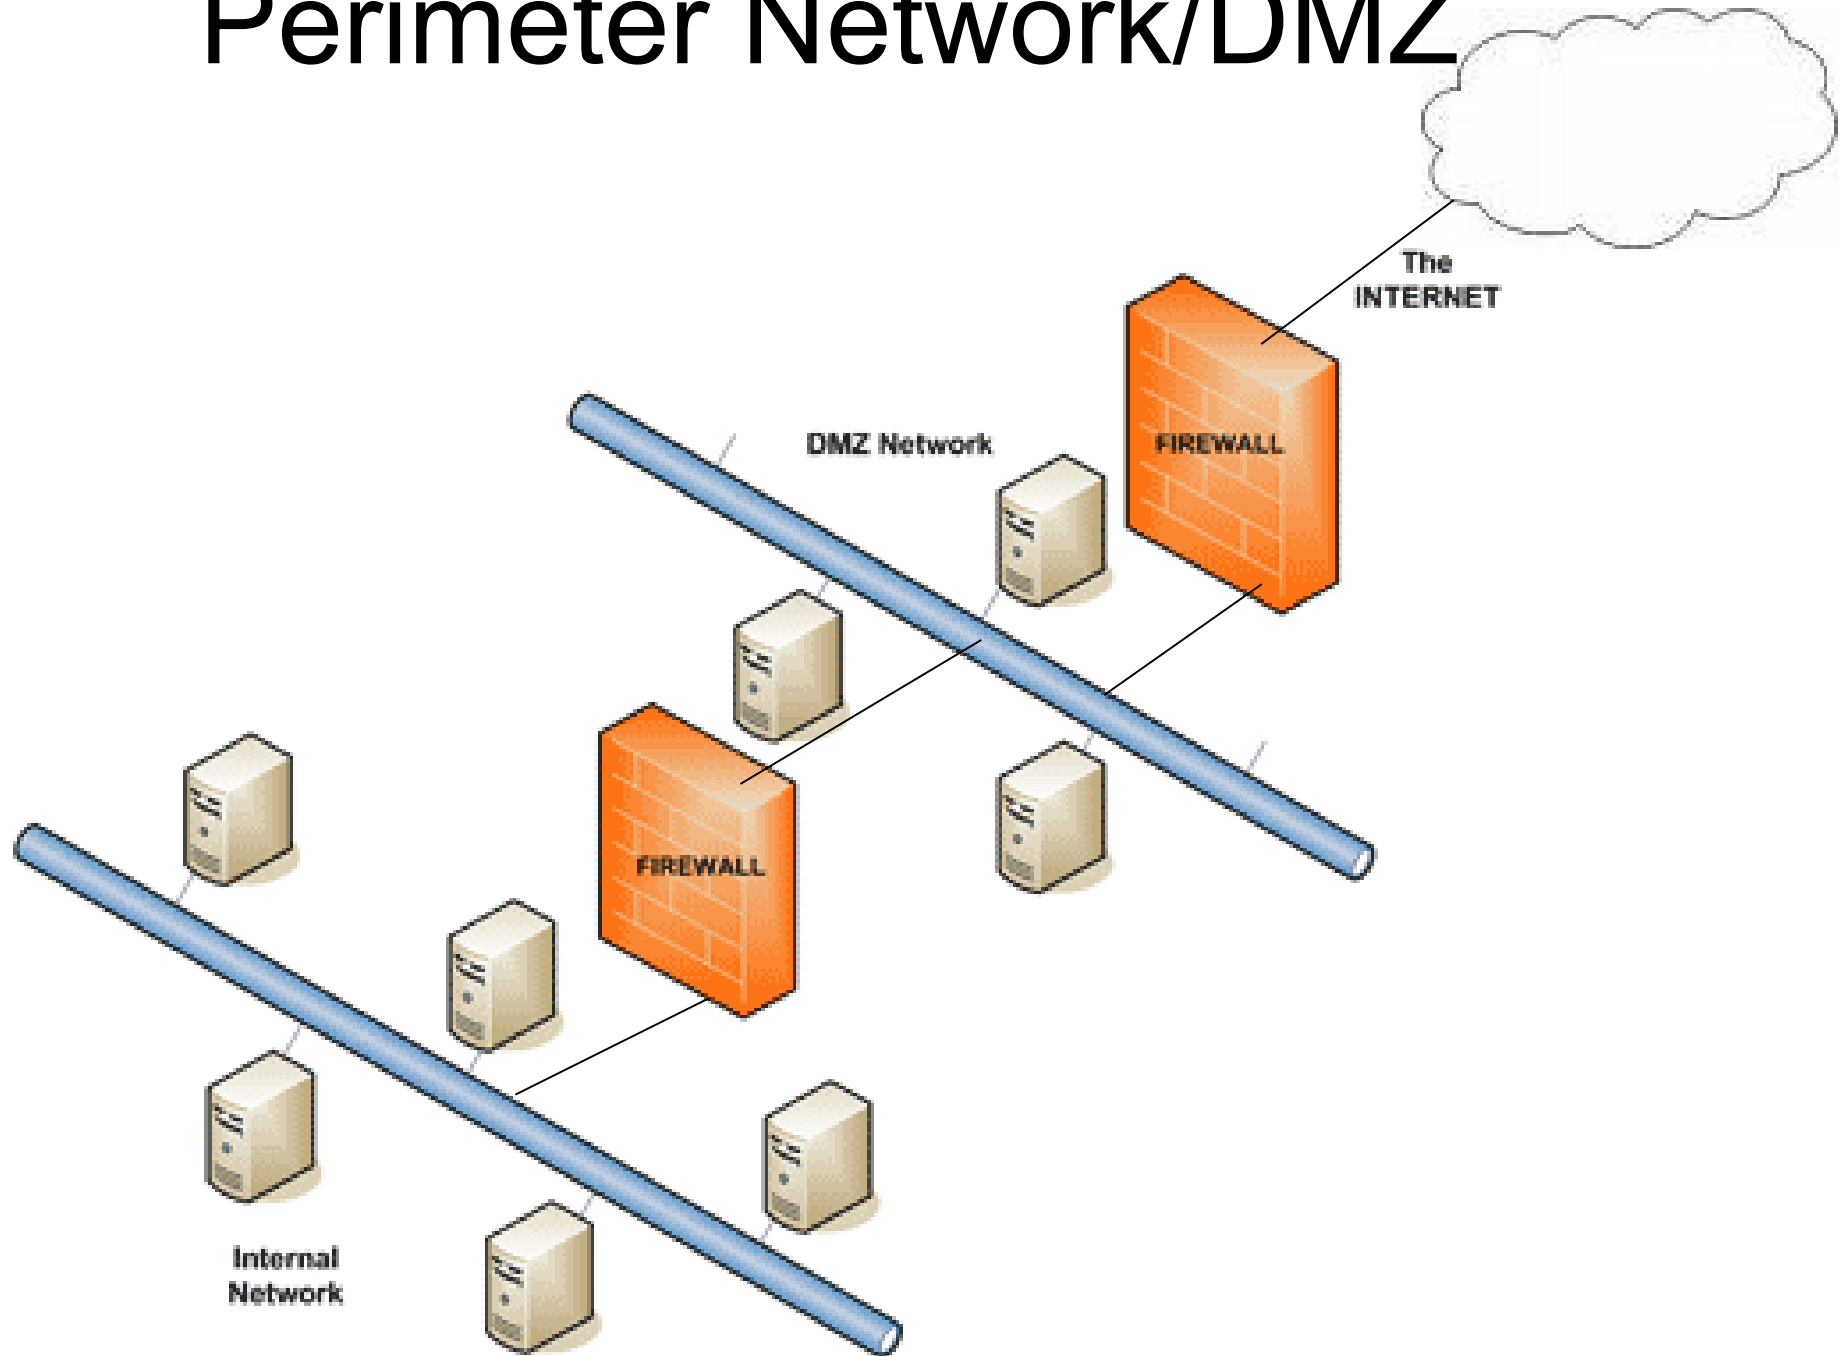 Perimeter Network/DMZ
The
INTERNET
DMZ Network
FIREWALL
FIREWALL
Internal
Network